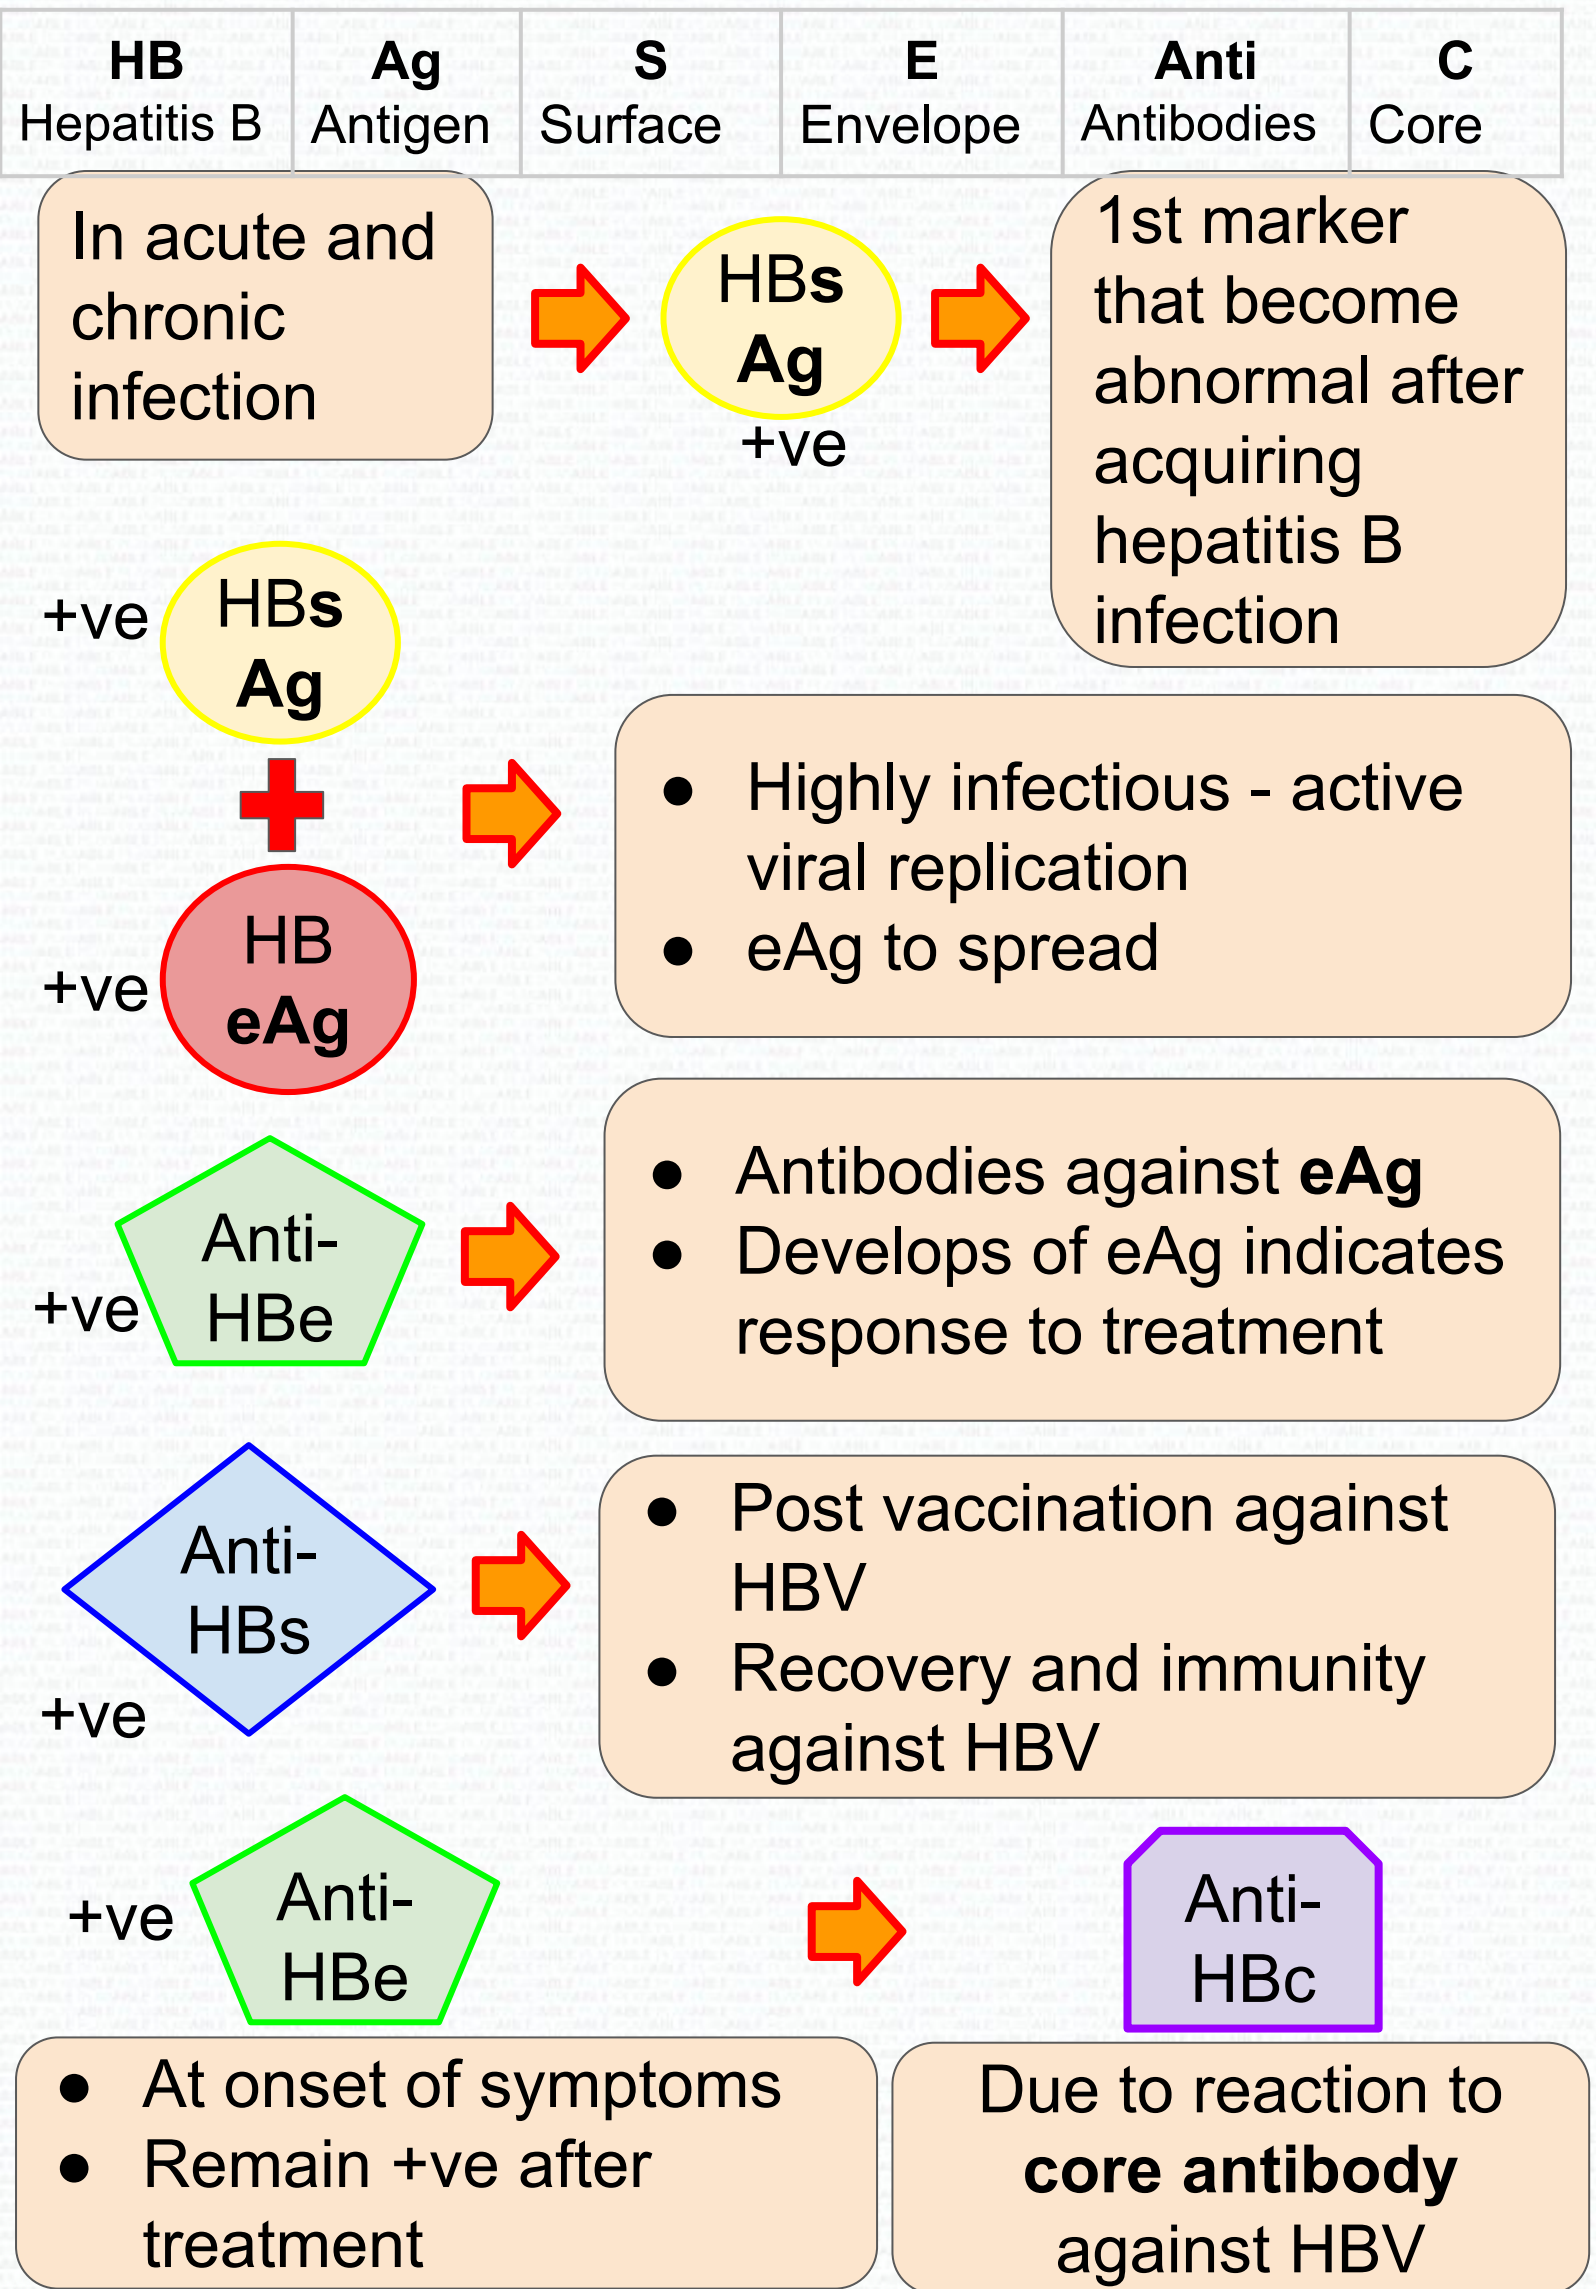 HB Ag S E Anti C
Hepatitis B Antigen Surface Envelope Antibodies Core
In acute and
chronic
infection
HBs
Ag
+ve
1st marker
that become
abnormal after
acquiring
hepatitis B
infection
+ve
HBs
Ag
+ve
HB
eAg
● Highly infectious - active
viral replication
● eAg to spread
+ve
Anti-
HBe
● Antibodies against eAg
● Develops of eAg indicates
response to treatment
Anti-
HBs
+ve
● Post vaccination against
HBV
● Recovery and immunity
against HBV
+ve
Anti-
HBe
Anti-
HBc
● At onset of symptoms
● Remain +ve after
treatment
Due to reaction to
core antibody
against HBV